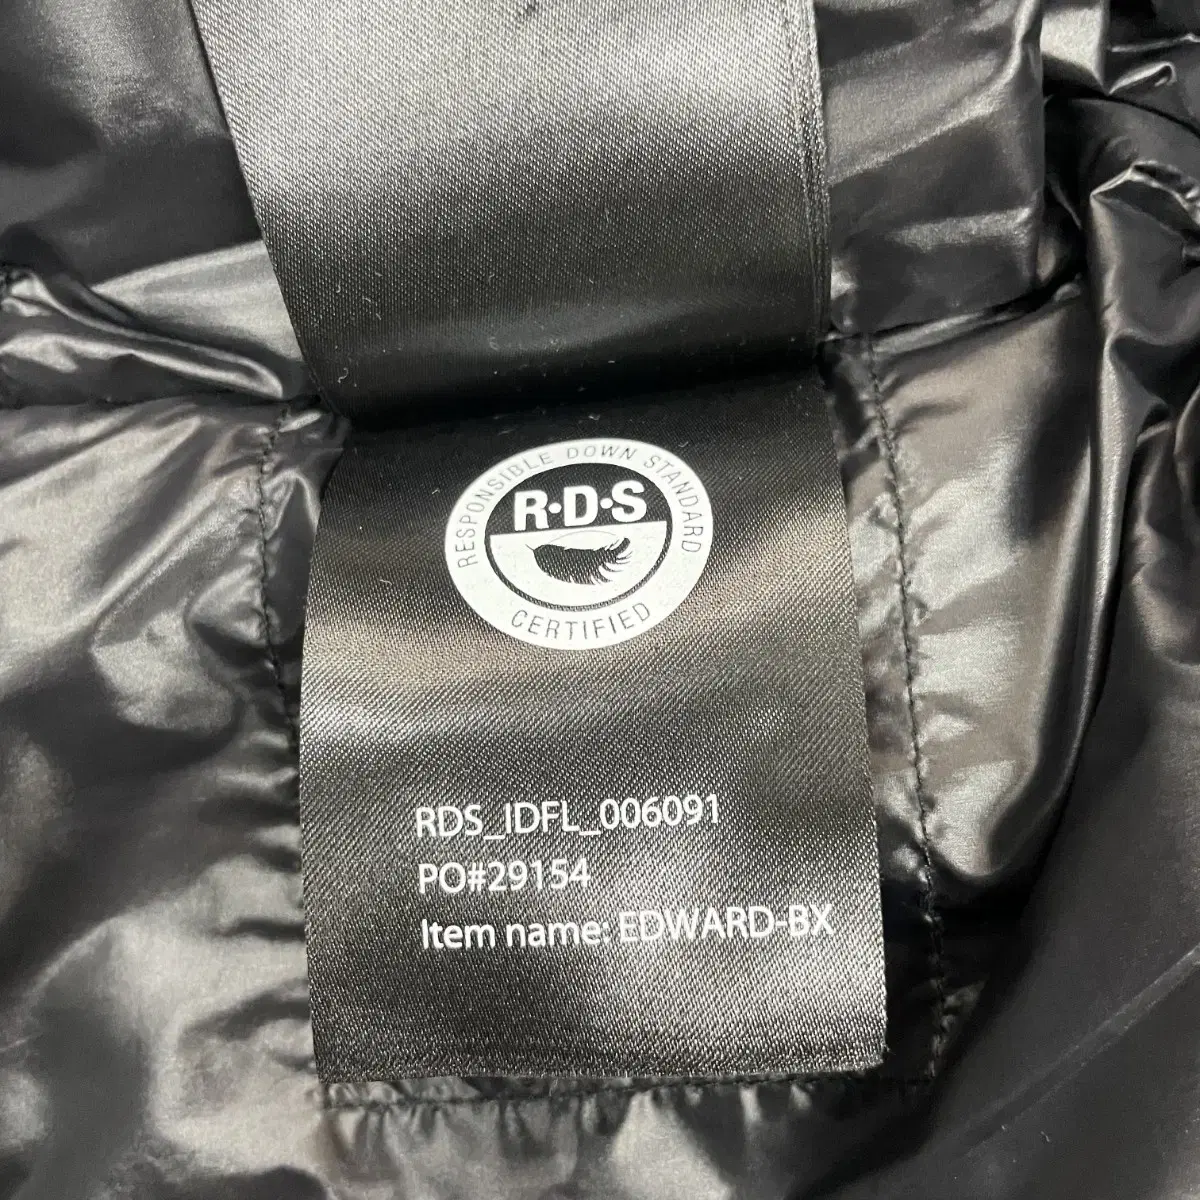 RESPONSIBLE DOWN STANDARD
R·D·S
CERTIFIED
RDS_IDFL_006091
PO#29154
Item name: EDWARD-BX